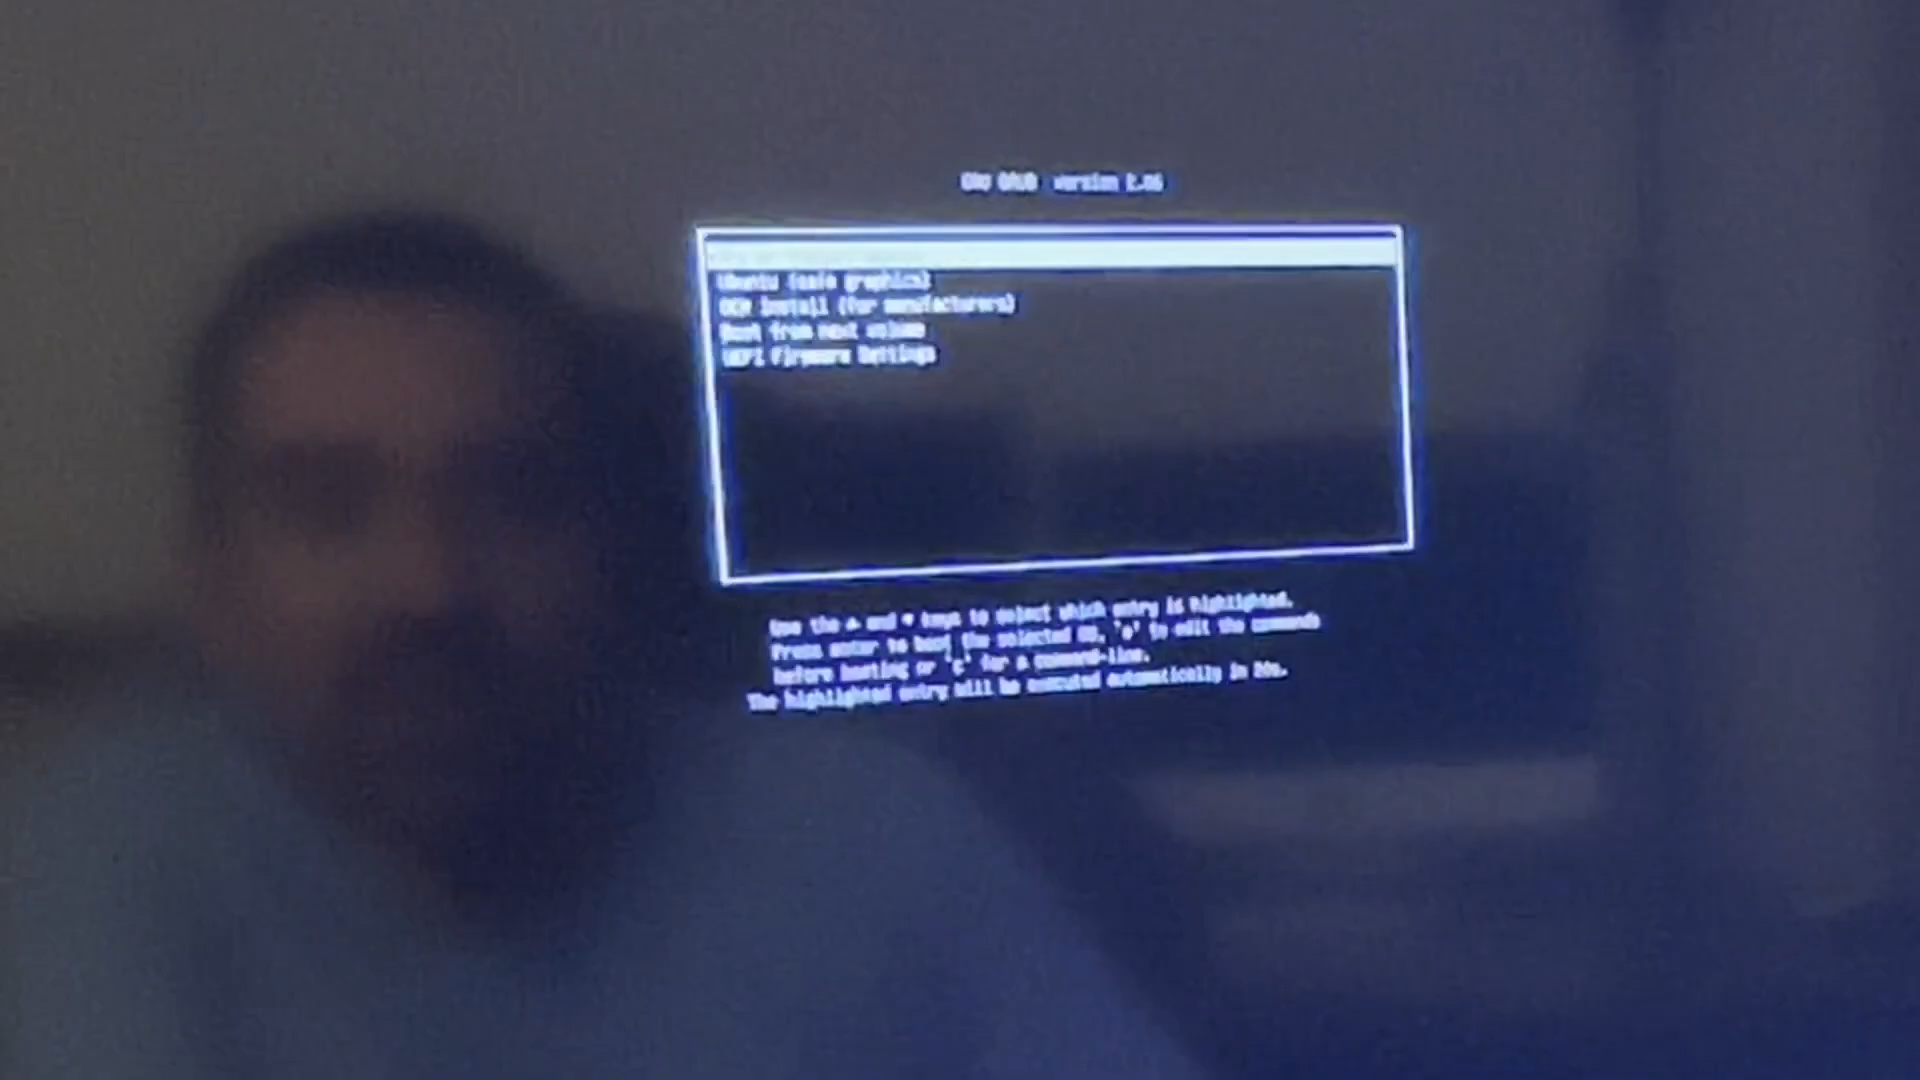 GNU GRUB version 2.06
Ubuntu (safe graphics)
OEM Install (for manufacturers)
Boot from next volume
UEFI Firmware Settings
Use the ▲ and ▼ keys to select which entry is highlighted.
Press enter to boot the selected OS, 'e' to edit the commands
before booting or 'c' for a command-line.
The highlighted entry will be executed automatically in